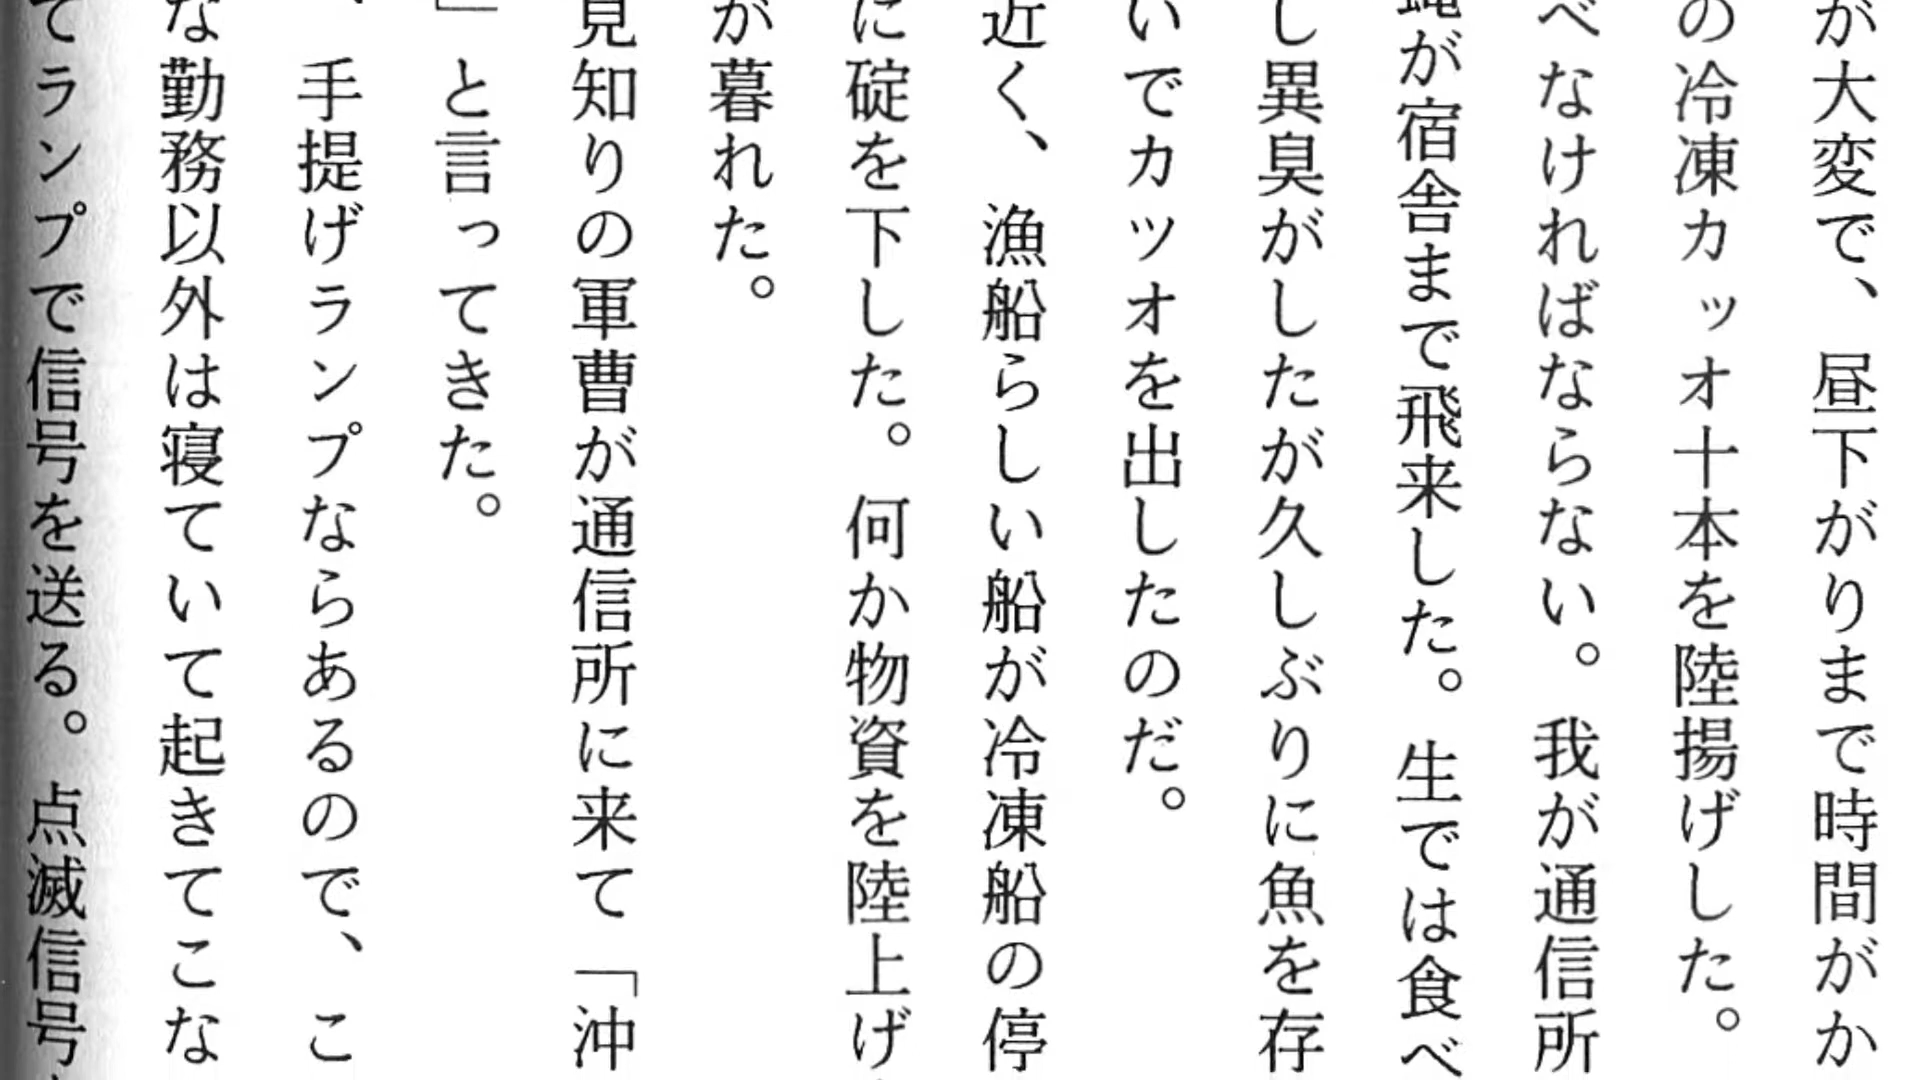 が大変で、昼下がりまで時間がか
の冷凍カッオ十本を陸揚げした。
べなければならない。我が通信所
蠅が宿舎まで飛来した。生では食べ
し異臭がしたが久しぶりに魚を存
いでカツオを出したのだ。
近く、漁船らしい船が冷凍船の停
に碇を下した。何か物資を陸上げ
が暮れた。
見知りの軍曹が通信所に来て「沖
」と言ってきた。
、手提げランプならあるので、こ
な勤務以外は寝ていて起きてこな
てランプで信号を送る。点滅信号